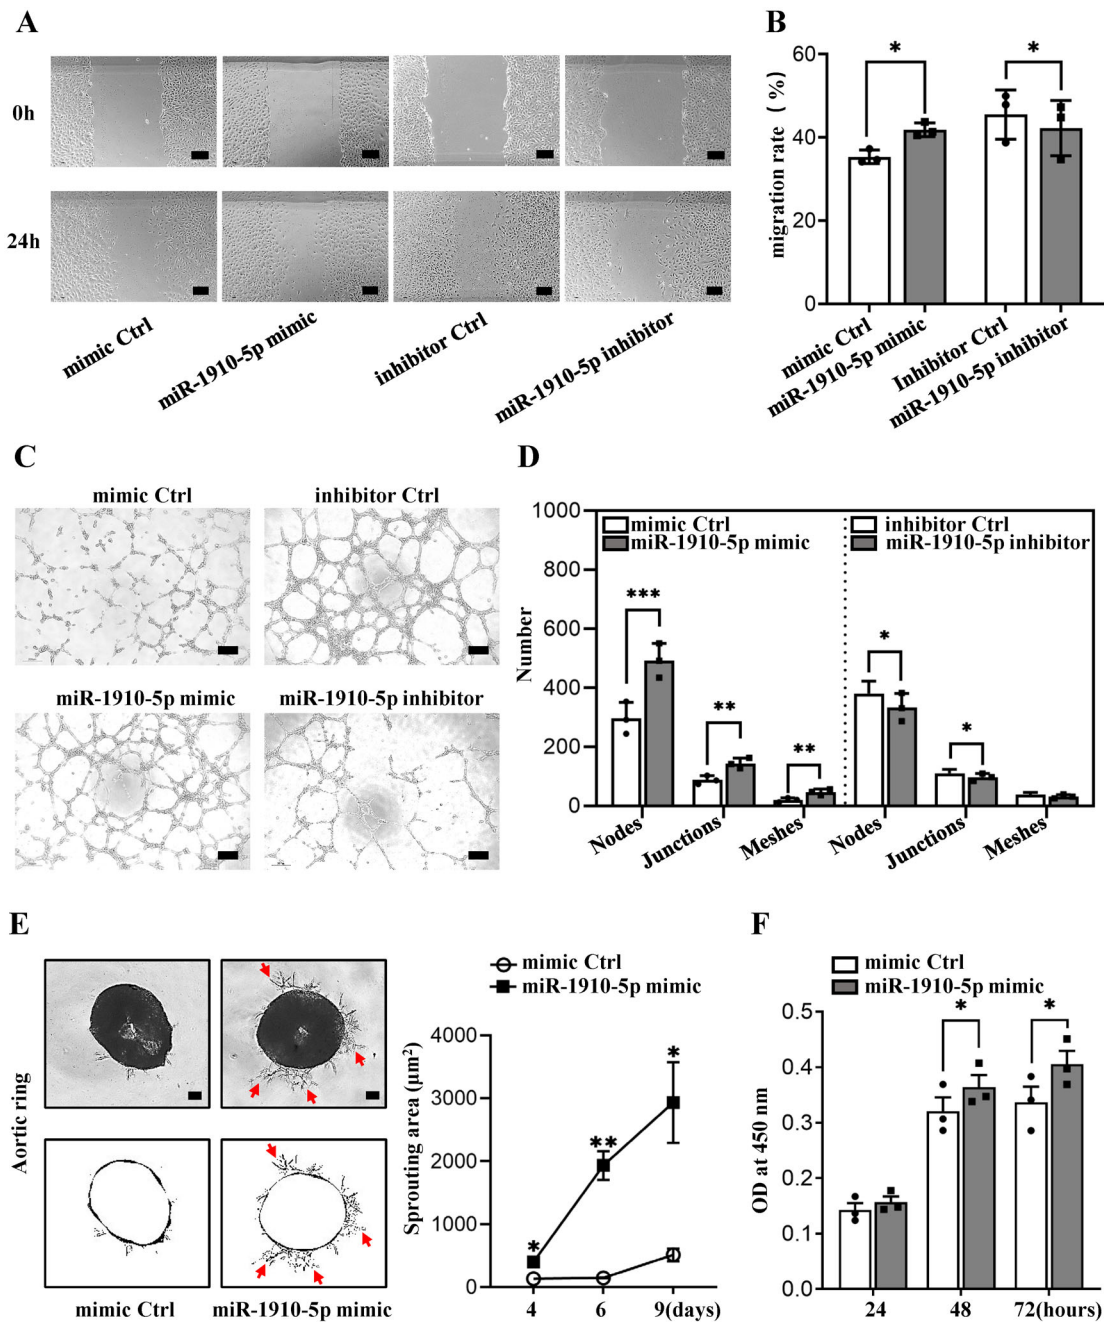 A
0h
24h
mimic Ctrl
miR-1910-5p mimic
inhibitor Ctrl
miR-1910-5p inhibitor
B
migration rate (%)
60
40
20
0
*
*
mimic Ctrl
miR-1910-5p mimic
Inhibitor Ctrl
miR-1910-5p inhibitor
C
mimic Ctrl
inhibitor Ctrl
miR-1910-5p mimic
miR-1910-5p inhibitor
D
Number
1000
800
600
400
200
0
mimic Ctrl
miR-1910-5p mimic
inhibitor Ctrl
miR-1910-5p inhibitor
***
**
**
*
*
Nodes
Junctions
Meshes
Nodes
Junctions
Meshes
E
Aortic ring
mimic Ctrl
miR-1910-5p mimic
mimic Ctrl
miR-1910-5p mimic
Sprouting area (μm²)
4000
3000
2000
1000
0
*
**
*
4
6
9(days)
F
mimic Ctrl
miR-1910-5p mimic
OD at 450 nm
0.5
0.4
0.3
0.2
0.1
0.0
*
*
24
48
72(hours)